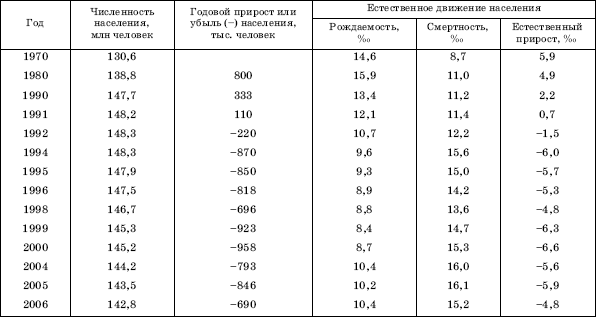 Год
Численность
населения,
млн человек
Годовой прирост или
убыль (−) населения,
тыс. человек
Естественное движение населения
Рождаемость,
‰
Смертность,
‰
Естественный
прирост, ‰
1970 130,6 14,6 8,7 5,9
1980 138,8 800 15,9 11,0 4,9
1990 147,7 333 13,4 11,2 2,2
1991 148,2 110 12,1 11,4 0,7
1992 148,3 −220 10,7 12,2 −1,5
1994 148,3 −870 9,6 15,6 −6,0
1995 147,9 −850 9,3 15,0 −5,7
1996 147,5 −818 8,9 14,2 −5,3
1998 146,7 −696 8,8 13,6 −4,8
1999 145,3 −923 8,4 14,7 −6,3
2000 145,2 −958 8,7 15,3 −6,6
2004 144,2 −793 10,4 16,0 −5,6
2005 143,5 −846 10,2 16,1 −5,9
2006 142,8 −690 10,4 15,2 −4,8